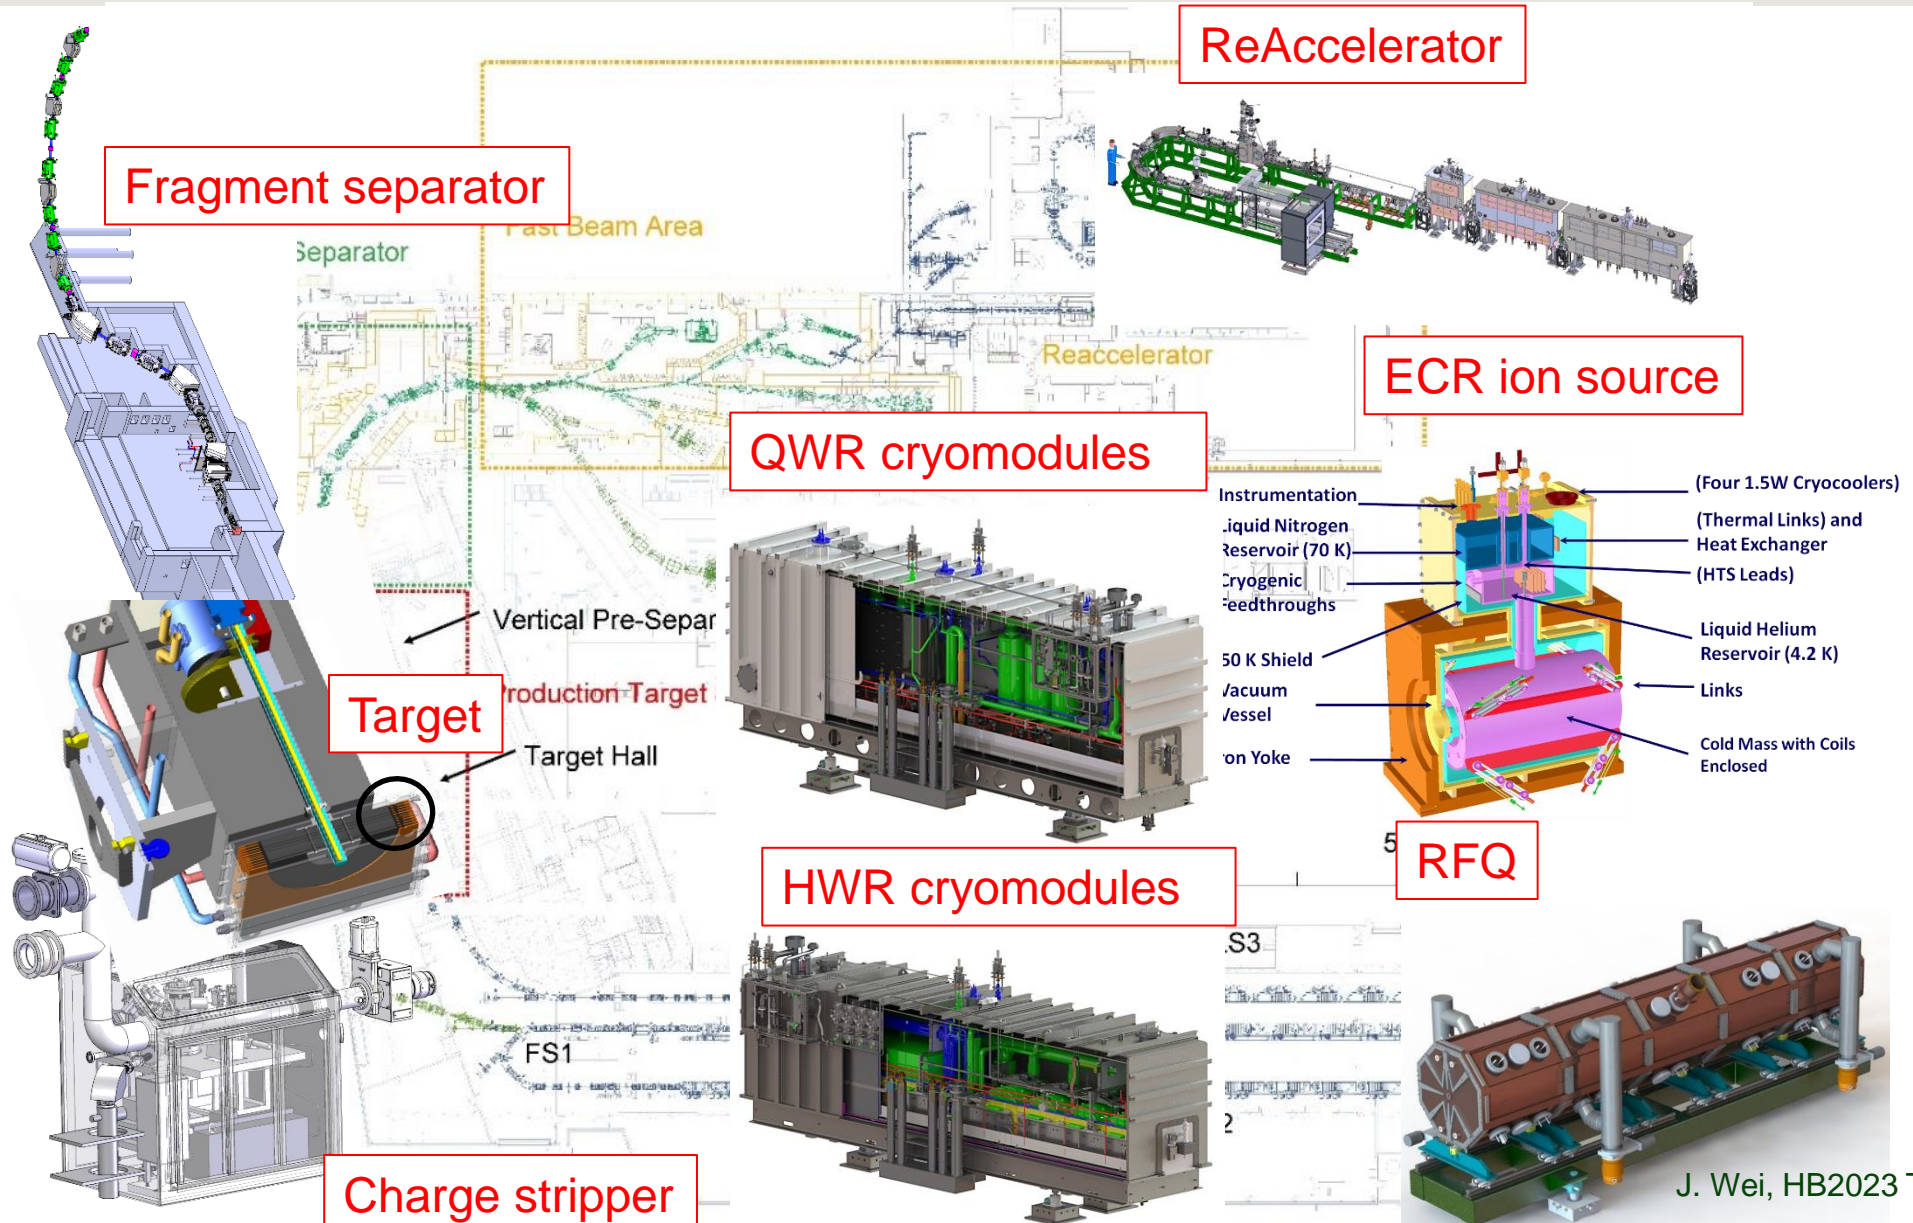 ReAccelerator
Fragment separator
Fast Beam Area
Separator
Reaccelerator
ECR ion source
QWR cryomodules
Instrumentation
Liquid Nitrogen
Reservoir (70 K)
Cryogenic
Feedthroughs
50 K Shield
Vacuum
Vessel
Iron Yoke
(Four 1.5W Cryocoolers)
(Thermal Links) and
Heat Exchanger
(HTS Leads)
Liquid Helium
Reservoir (4.2 K)
Links
Cold Mass with Coils
Enclosed
Vertical Pre-Separ
Production Target
Target
Target Hall
5
RFQ
HWR cryomodules
LS3
FS1
2
Charge stripper
J. Wei, HB2023 T